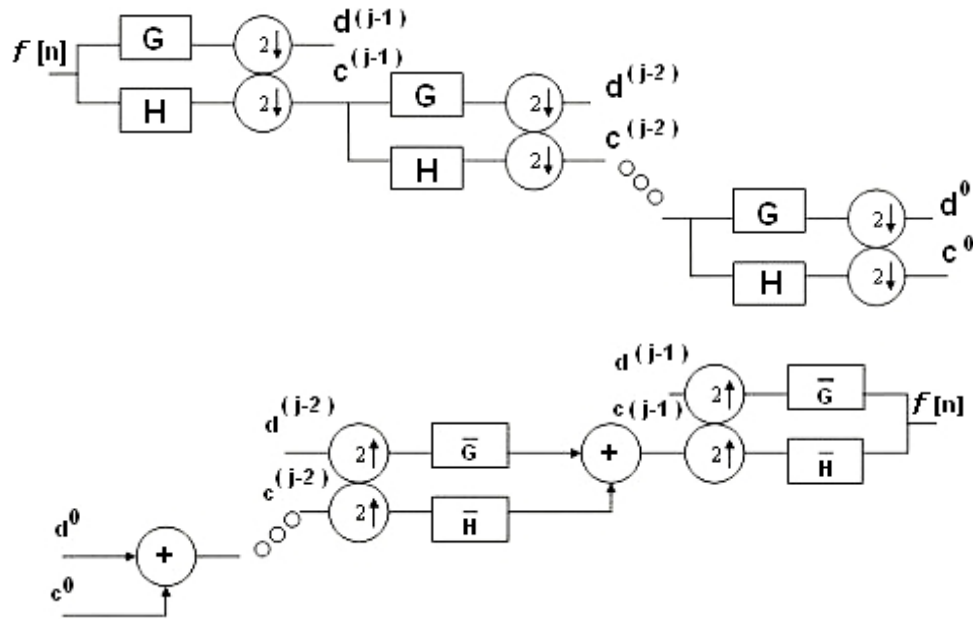 f [n]
G
2↓
d(j-1)
H
2↓
c(j-1)
G
2↓
d(j-2)
H
2↓
c(j-2)
G
2↓
d0
H
2↓
c0
d(j-1)
2↑
G̅
f[n]
c(j-1)
2↑
H̅
d(j-2)
2↑
G̅
+
c(j-2)
2↑
H̅
d0
+
c0